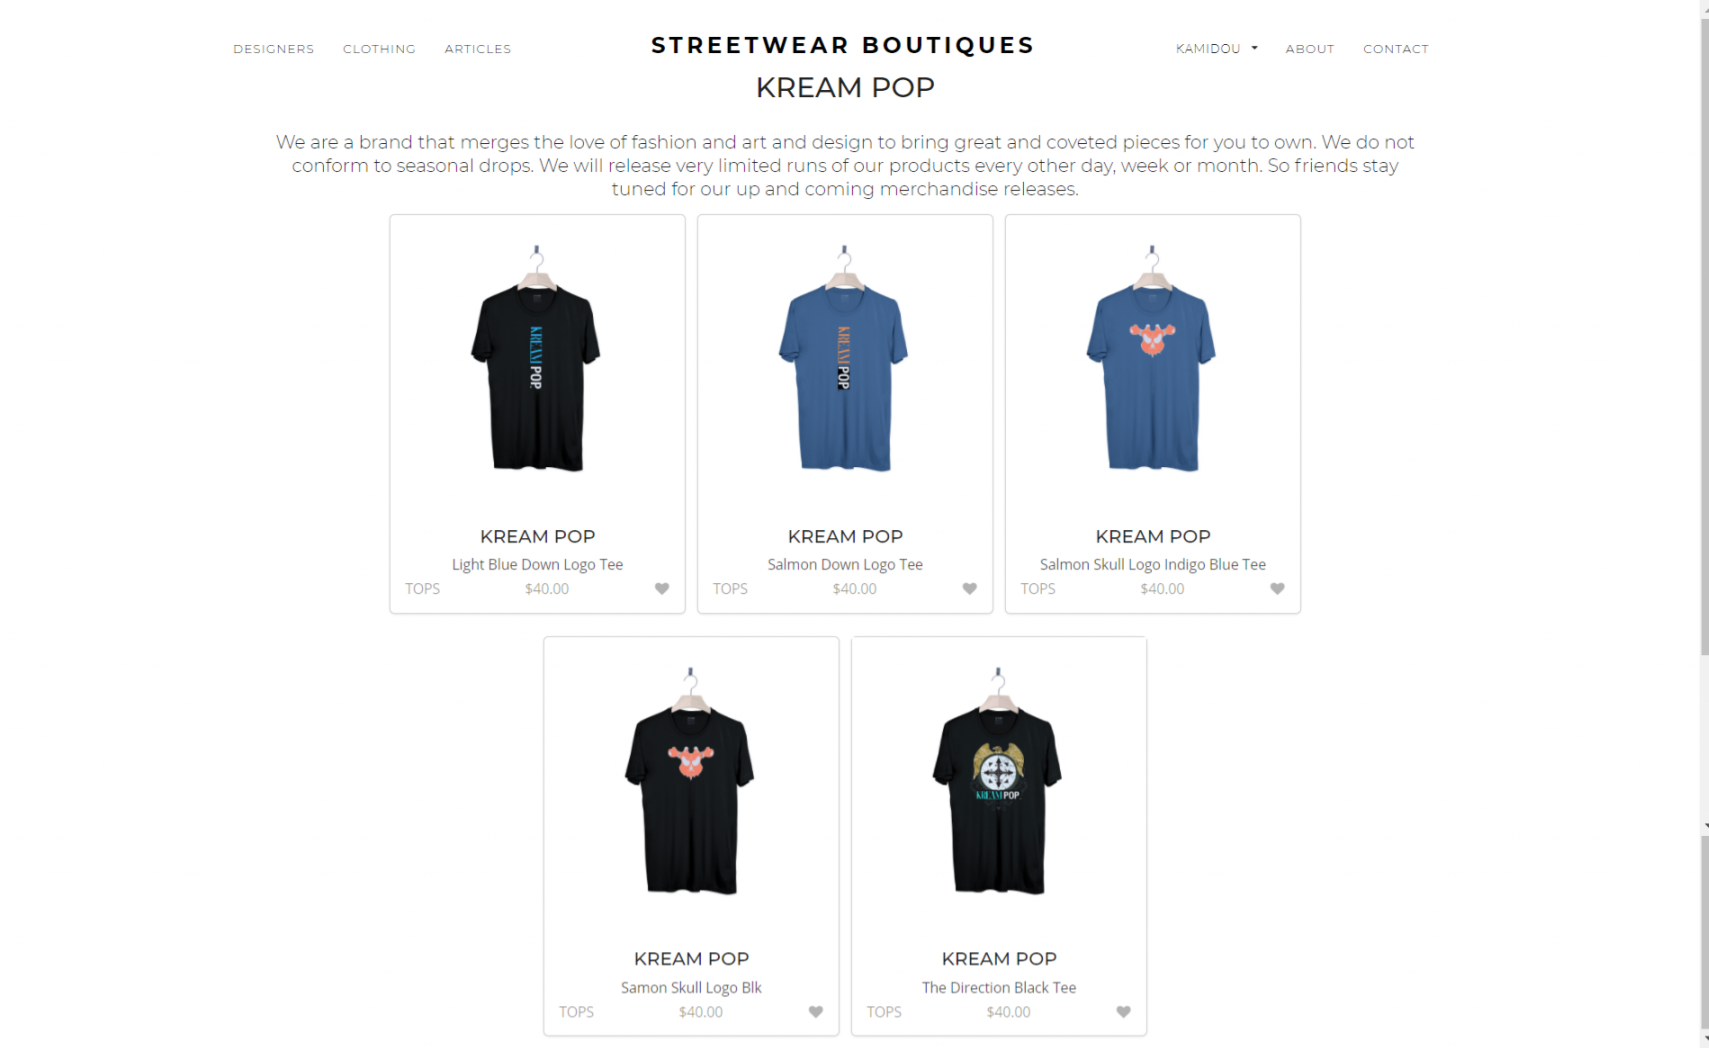 DESIGNERS CLOTHING ARTICLES STREETWEAR BOUTIQUES KAMIDOU ABOUT CONTACT
KREAM POP
We are a brand that merges the love of fashion and art and design to bring great and coveted pieces for you to own. We do not
conform to seasonal drops. We will release very limited runs of our products every other day, week or month. So friends stay
tuned for our up and coming merchandise releases.
KREAM POP
KREAM POP
KREAM POP KREAM POP KREAM POP
Light Blue Down Logo Tee Salmon Down Logo Tee Salmon Skull Logo Indigo Blue Tee
TOPS $40.00 TOPS $40.00 TOPS $40.00
KREAM POP
KREAM POP KREAM POP
Samon Skull Logo Blk The Direction Black Tee
TOPS $40.00 TOPS $40.00